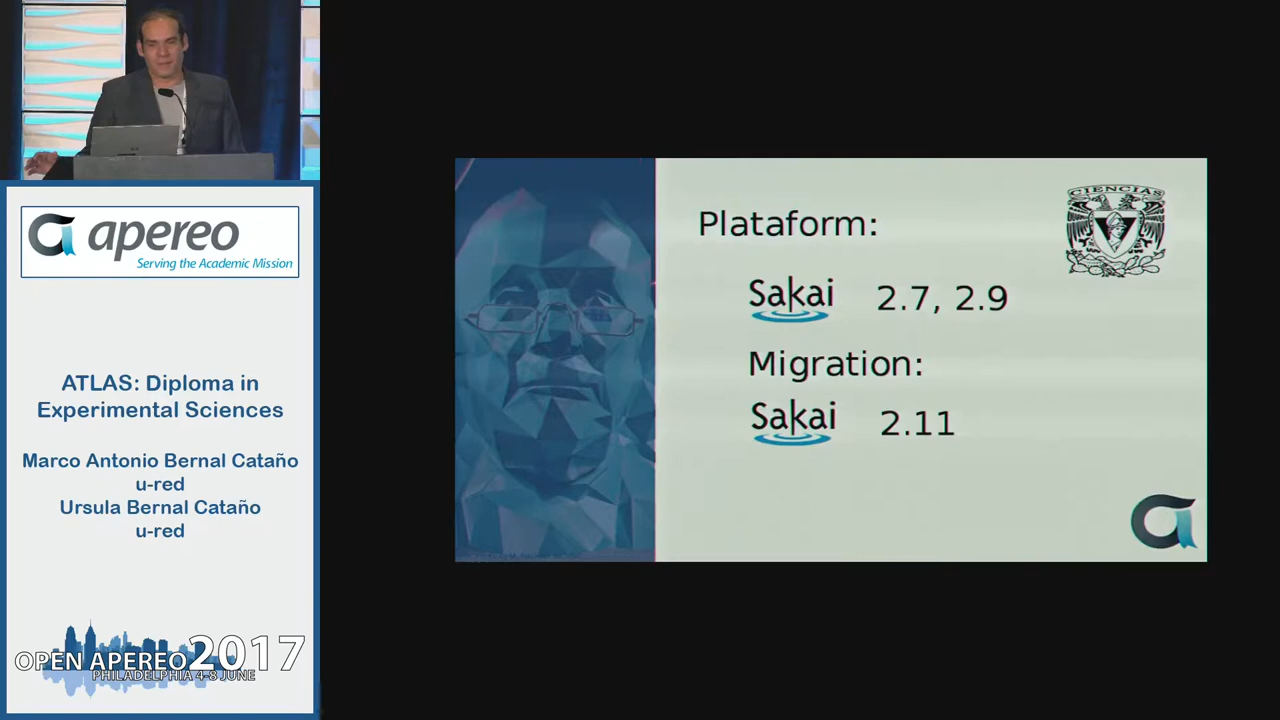 apereo
Serving the Academic Mission
ATLAS: Diploma in
Experimental Sciences
Marco Antonio Bernal Cataño
u-red
Ursula Bernal Cataño
u-red
OPEN APEREO 2017
PHILADELPHIA 4-8 JUNE
CIENCIAS
Plataform:
Sakai 2.7, 2.9
Migration:
Sakai 2.11